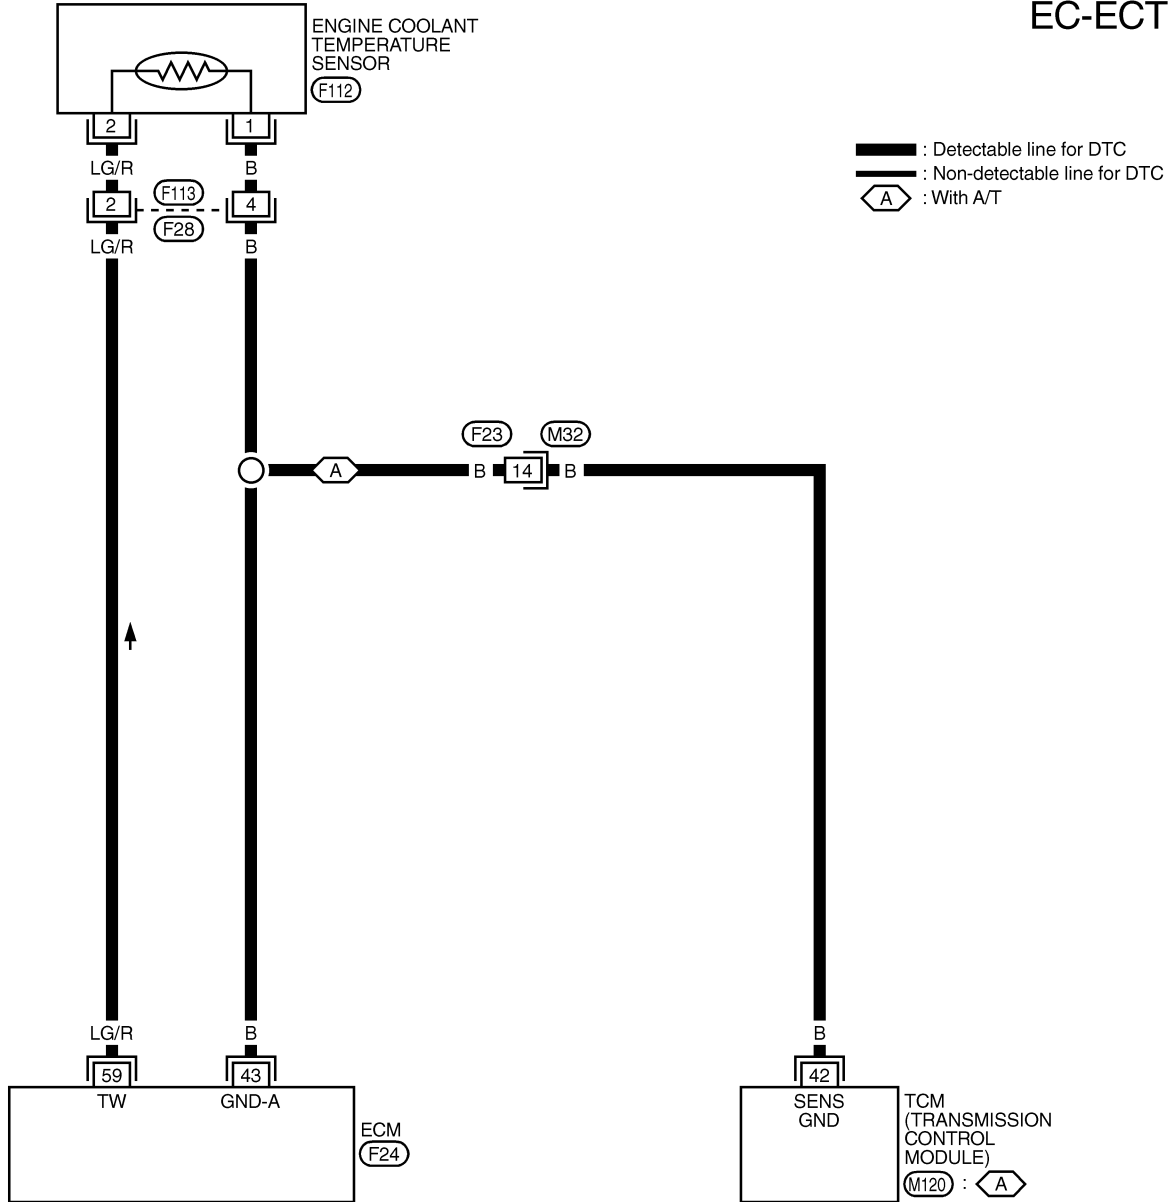 EC-ECT
ENGINE COOLANT
TEMPERATURE
SENSOR
F112
2 1
LG/R B
: Detectable line for DTC
: Non-detectable line for DTC
A : With A/T
2 F113 4
F28
LG/R B
F23 M32
A B 14 B
LG/R B B
59 43 42
TW GND-A SENS
GND
ECM
F24
TCM
(TRANSMISSION
CONTROL
MODULE)
M120 : A